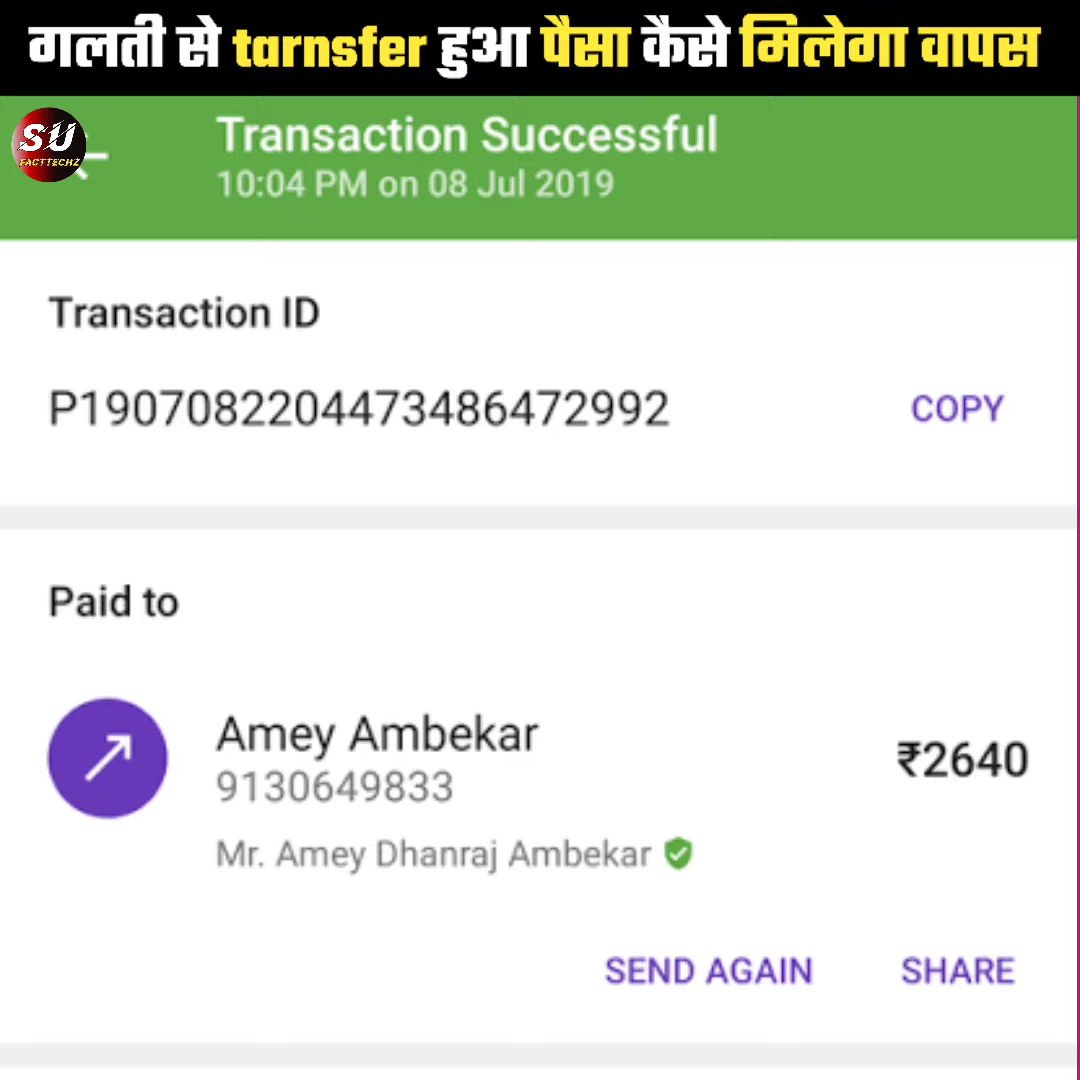 गलती से tarnsfer हुआ पैसा कैसे मिलेगा वापस
SU
FACTTECHZ
Transaction Successful
10:04 PM on 08 Jul 2019
Transaction ID
P1907082204473486472992
COPY
Paid to
Amey Ambekar
₹2640
9130649833
Mr. Amey Dhanraj Ambekar
SEND AGAIN
SHARE